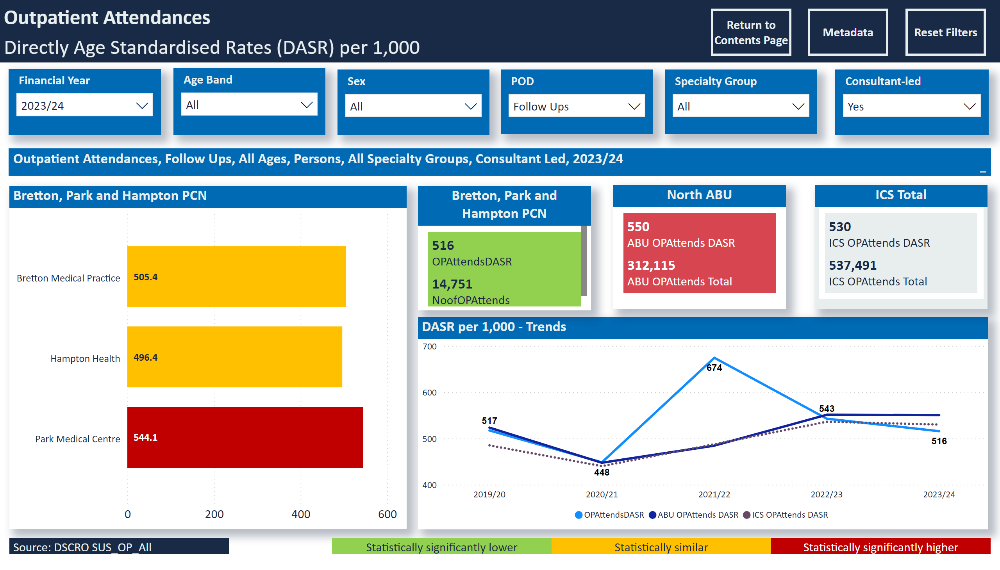 Outpatient Attendances
Directly Age Standardised Rates (DASR) per 1,000
Return to
Contents Page
Metadata
Reset Filters
Financial Year
2023/24
Age Band
All
Sex
All
POD
Follow Ups
Specialty Group
All
Consultant-led
Yes
Outpatient Attendances, Follow Ups, All Ages, Persons, All Specialty Groups, Consultant Led, 2023/24
Bretton, Park and Hampton PCN
Bretton Medical Practice
505.4
Hampton Health
496.4
Park Medical Centre
544.1
0 200 400 600
Bretton, Park and
Hampton PCN
516
OPAttendsDASR
14,751
NoofOPAttends
North ABU
550
ABU OPAttends DASR
312,115
ABU OPAttends Total
ICS Total
530
ICS OPAttends DASR
537,491
ICS OPAttends Total
DASR per 1,000 - Trends
700
600
500
400
517
448
674
543
516
2019/20 2020/21 2021/22 2022/23 2023/24
OPAttendsDASR ABU OPAttends DASR ICS OPAttends DASR
Source: DSCRO SUS_OP_All
Statistically significantly lower
Statistically similar
Statistically significantly higher